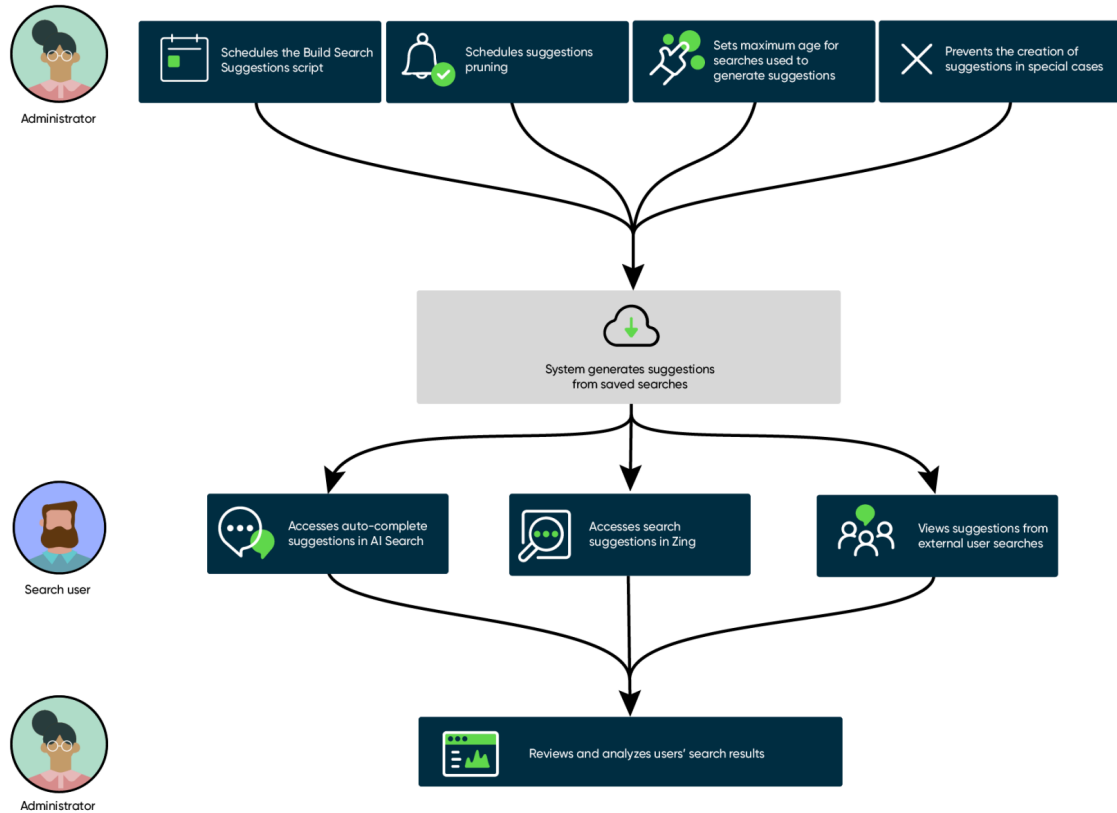 Administrator
Schedules the Build Search
Suggestions script
Schedules suggestions
pruning
Sets maximum age for
searches used to
generate suggestions
Prevents the creation of
suggestions in special cases
System generates suggestions
from saved searches
Search user
Accesses auto-complete
suggestions in AI Search
Accesses search
suggestions in Zing
Views suggestions from
external user searches
Administrator
Reviews and analyzes users’ search results